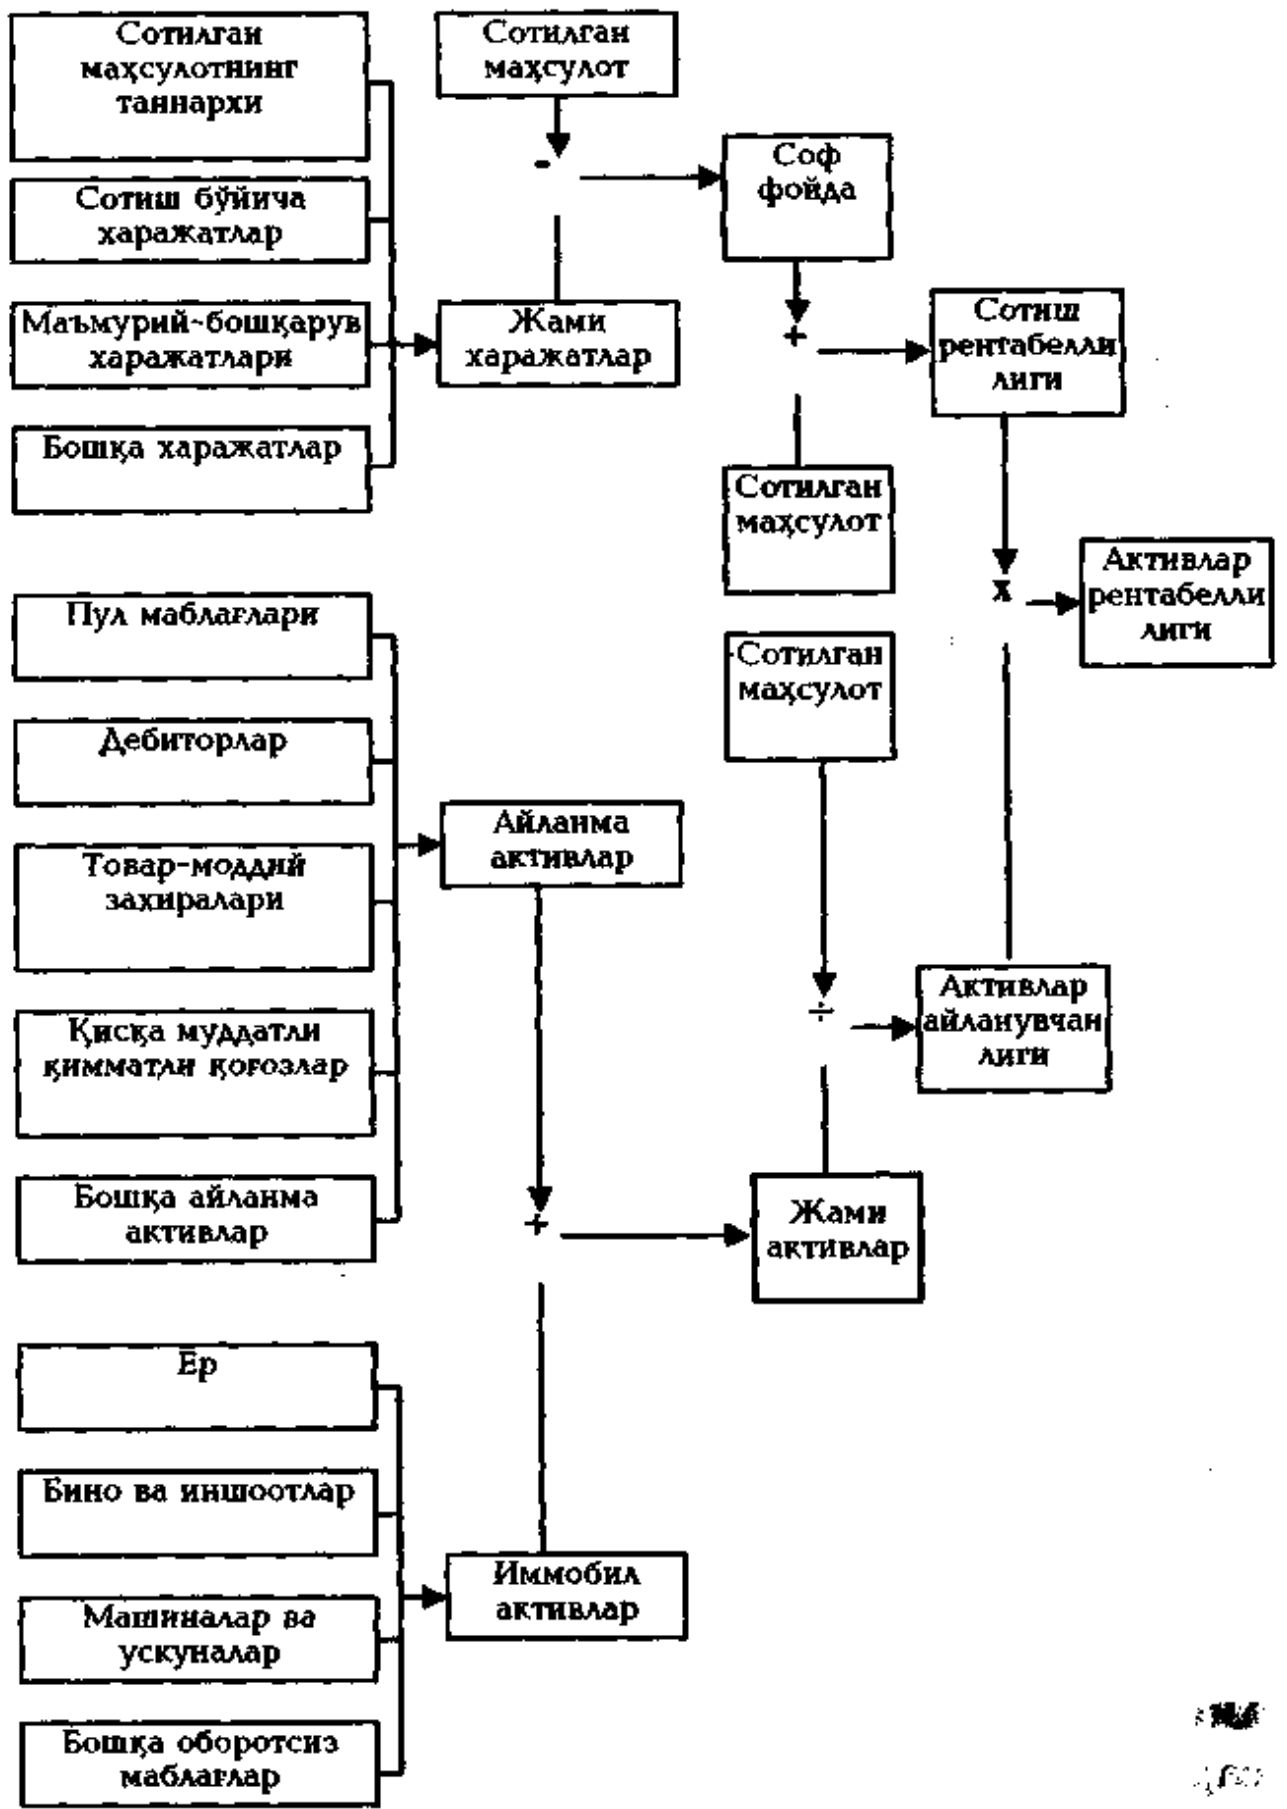 Сотилган
маҳсулотнинг
таннархи
Сотилган
маҳсулот
-
Соф
фойда
Сотиш бўйича
харажатлар
Маъмурий-бошқарув
харажатлари
Жами
харажатлар
+
Сотиш
рентабелли
лиги
Бошқа харажатлар
Сотилган
маҳсулот
х
Активлар
рентабелли
лиги
Пул маблағлари
Сотилган
маҳсулот
Дебиторлар
Айланма
активлар
Товар-моддий
захиралари
÷
Активлар
айланувчан
лиги
Қисқа муддатли
қимматли қоғозлар
Бошқа айланма
активлар
+
Жами
активлар
Ер
Бино ва иншоотлар
Иммобил
активлар
Машиналар ва
ускуналар
Бошқа оборотсиз
маблағлар